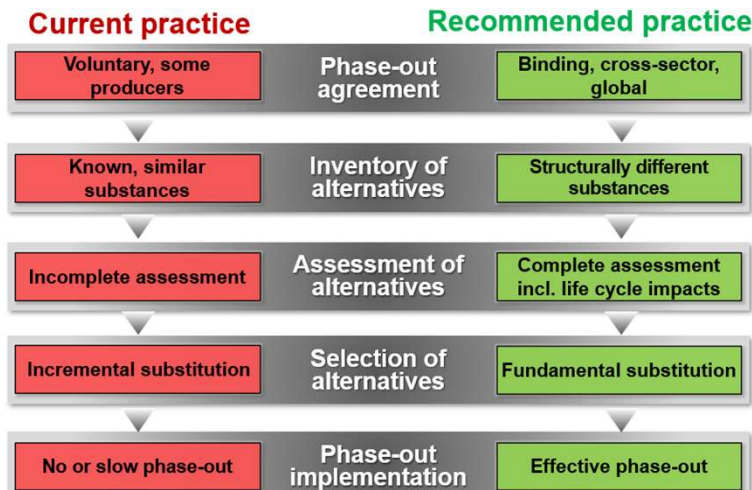 Current practice
Recommended practice
Voluntary, some
producers
Phase-out
agreement
Binding, cross-sector,
global
Known, similar
substances
Inventory of
alternatives
Structurally different
substances
Incomplete assessment
Assessment of
alternatives
Complete assessment
incl. life cycle impacts
Incremental substitution
Selection of
alternatives
Fundamental substitution
No or slow phase-out
Phase-out
implementation
Effective phase-out